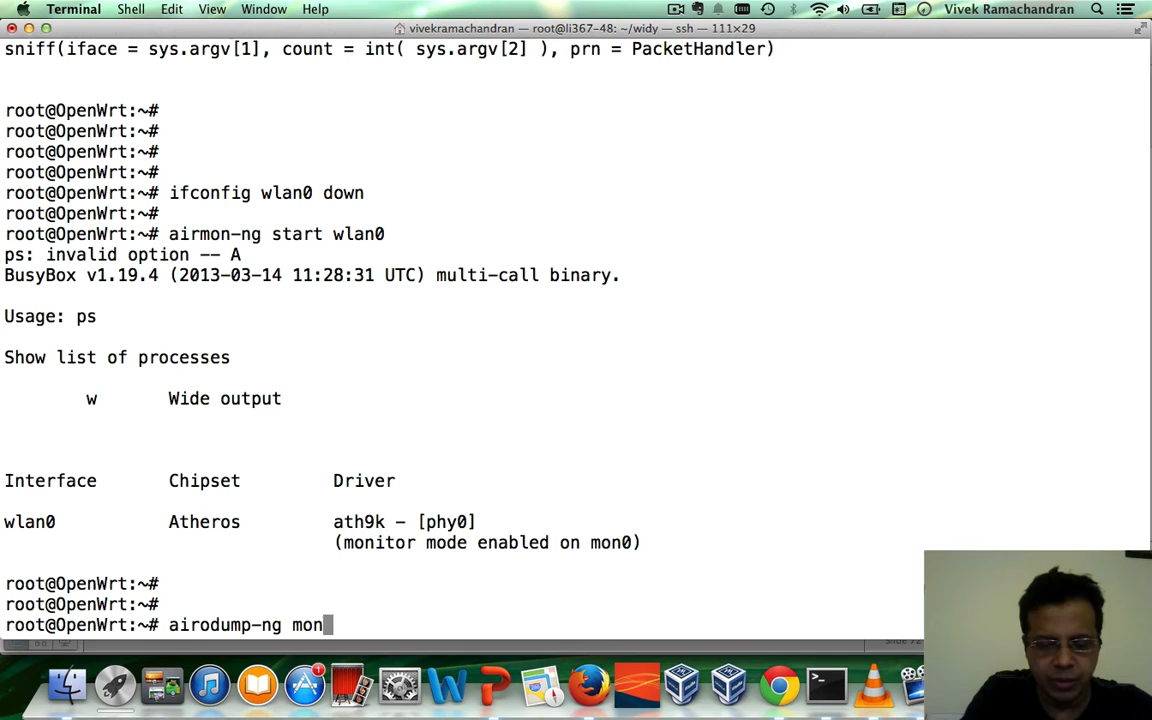 Terminal Shell Edit View Window Help Vivek Ramachandran
vivekramachandran — root@li367-48: ~/widy — ssh — 111×29
sniff(iface = sys.argv[1], count = int( sys.argv[2] ), prn = PacketHandler)
root@OpenWrt:~#
root@OpenWrt:~#
root@OpenWrt:~#
root@OpenWrt:~#
root@OpenWrt:~# ifconfig wlan0 down
root@OpenWrt:~#
root@OpenWrt:~# airmon-ng start wlan0
ps: invalid option -- A
BusyBox v1.19.4 (2013-03-14 11:28:31 UTC) multi-call binary.
Usage: ps
Show list of processes
w Wide output
Interface Chipset Driver
wlan0 Atheros ath9k - [phy0]
(monitor mode enabled on mon0)
root@OpenWrt:~#
root@OpenWrt:~#
root@OpenWrt:~# airodump-ng mon